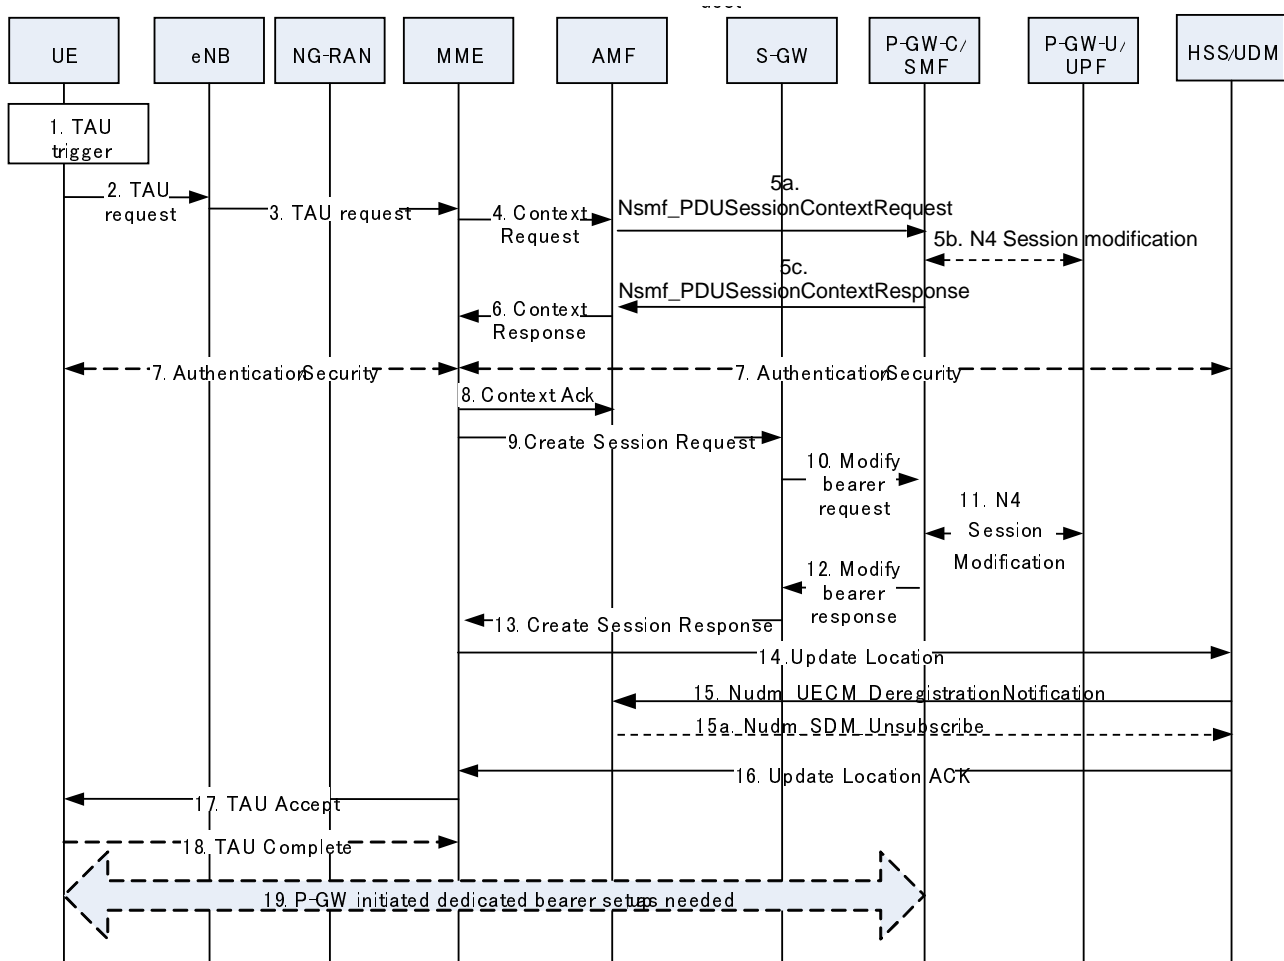 UE
eNB
NG-RAN
MME
AMF
S-GW
P-GW-C/
SMF
P-GW-U/
UPF
HSS/UDM
1. TAU
trigger
2. TAU
request
3. TAU request
4. Context
Request
5a.
Nsmf_PDUSessionContextRequest
5b. N4 Session modification
5c.
Nsmf_PDUSessionContextResponse
6. Context
Response
7. Authentication/Security
7. Authentication/Security
8. Context Ack
9.Create Session Request
10. Modify
bearer
request
11. N4
Session
Modification
12. Modify
bearer
response
13. Create Session Response
14.Update Location
15. Nudm_UECM_DeregistrationNotification
15a. Nudm_SDM_Unsubscribe
16. Update Location ACK
17. TAU Accept
18. TAU Complete
19. P-GW initiated dedicated bearer setup as needed